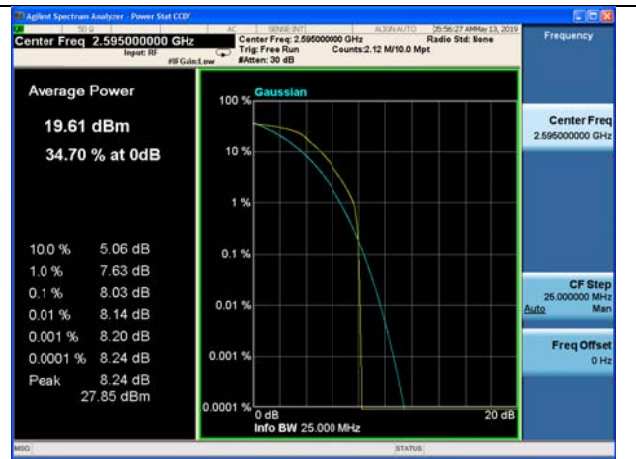 Agilent Spectrum Analyzer - Power Stat CCDF
50 Ω AC SENSE:INT ALIGN AUTO 05:56:27 AMMay 13, 2019
Center Freq 2.595000000 GHz
Input: RF
#IFGain:Low
Center Freq: 2.595000000 GHz
Radio Std: None
Trig: Free Run Counts:2.12 M/10.0 Mpt
#Atten: 30 dB
Frequency
Average Power
19.61 dBm
34.70 % at 0dB
10.0 % 5.06 dB
1.0 % 7.63 dB
0.1 % 8.03 dB
0.01 % 8.14 dB
0.001 % 8.20 dB
0.0001 % 8.24 dB
Peak 8.24 dB
27.85 dBm
Gaussian
100 %
10 %
1 %
0.1 %
0.01 %
0.001 %
0.0001 %
0 dB 20 dB
Info BW 25.000 MHz
Center Freq
2.595000000 GHz
CF Step
25.000000 MHz
Auto Man
Freq Offset
0 Hz
MSG STATUS